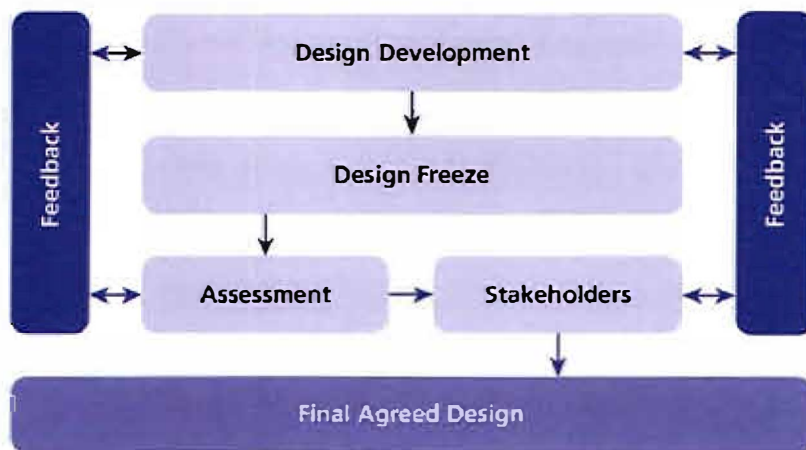 Design Development
Feedback
Feedback
Design Freeze
Assessment
Stakeholders
Final Agreed Design